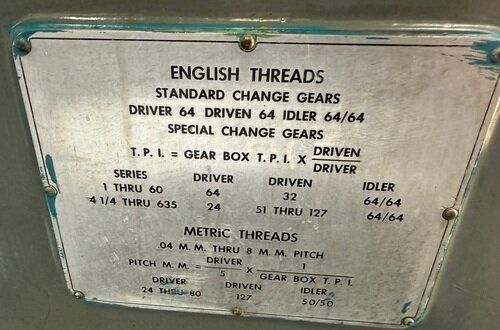 ENGLISH THREADS
STANDARD CHANGE GEARS
DRIVER 64 DRIVEN 64 IDLER 64/64
SPECIAL CHANGE GEARS
T. P. I. = GEAR BOX T. P. I. X DRIVEN / DRIVER
SERIES DRIVER DRIVEN IDLER
1 THRU 60 64 32 64/64
4 1/4 THRU 635 24 51 THRU 127 64/64
METRIC THREADS
.04 M. M. THRU 8 M. M. PITCH
PITCH M. M. = DRIVER / 5 X 1 / GEAR BOX T. P. I.
DRIVER DRIVEN IDLER
24 THRU 80 127 50/50